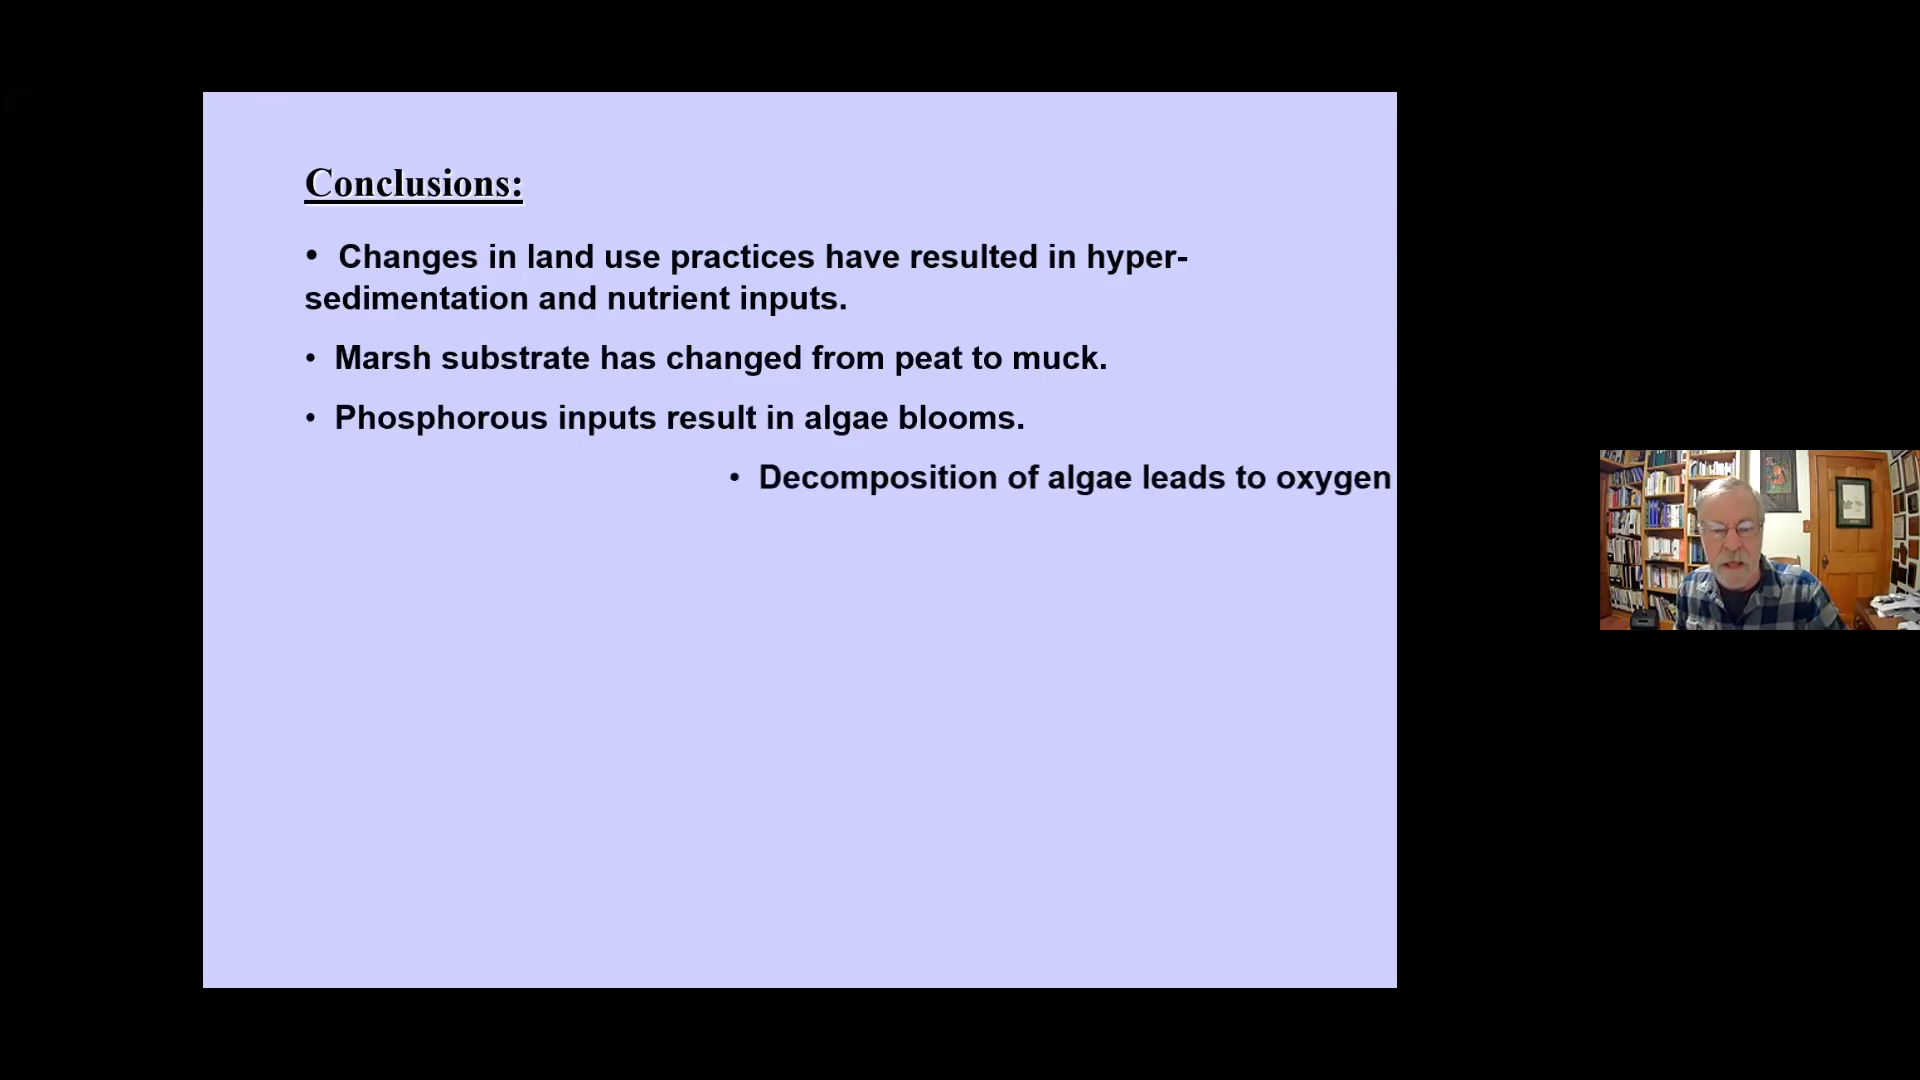 Conclusions:
• Changes in land use practices have resulted in hyper-
sedimentation and nutrient inputs.
• Marsh substrate has changed from peat to muck.
• Phosphorous inputs result in algae blooms.
• Decomposition of algae leads to oxygen